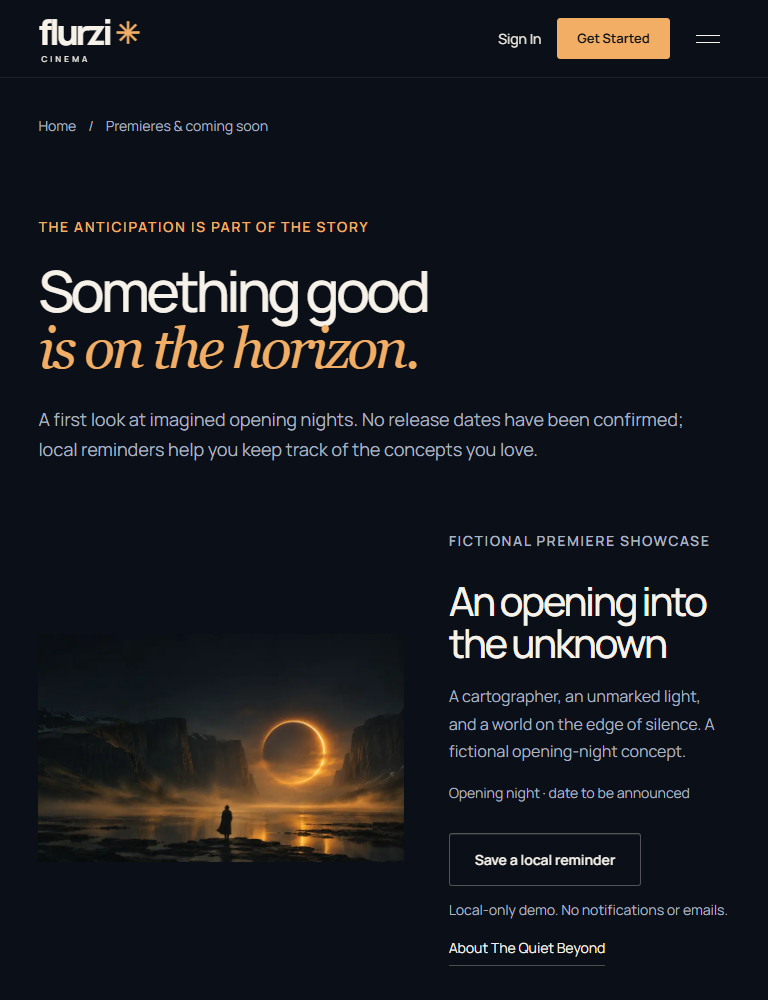 flurzi
CINEMA
Sign In
Get Started
Home / Premieres & coming soon
THE ANTICIPATION IS PART OF THE STORY
Something good
is on the horizon.
A first look at imagined opening nights. No release dates have been confirmed;
local reminders help you keep track of the concepts you love.
FICTIONAL PREMIERE SHOWCASE
An opening into
the unknown
A cartographer, an unmarked light,
and a world on the edge of silence. A
fictional opening-night concept.
Opening night · date to be announced
Save a local reminder
Local-only demo. No notifications or emails.
About The Quiet Beyond